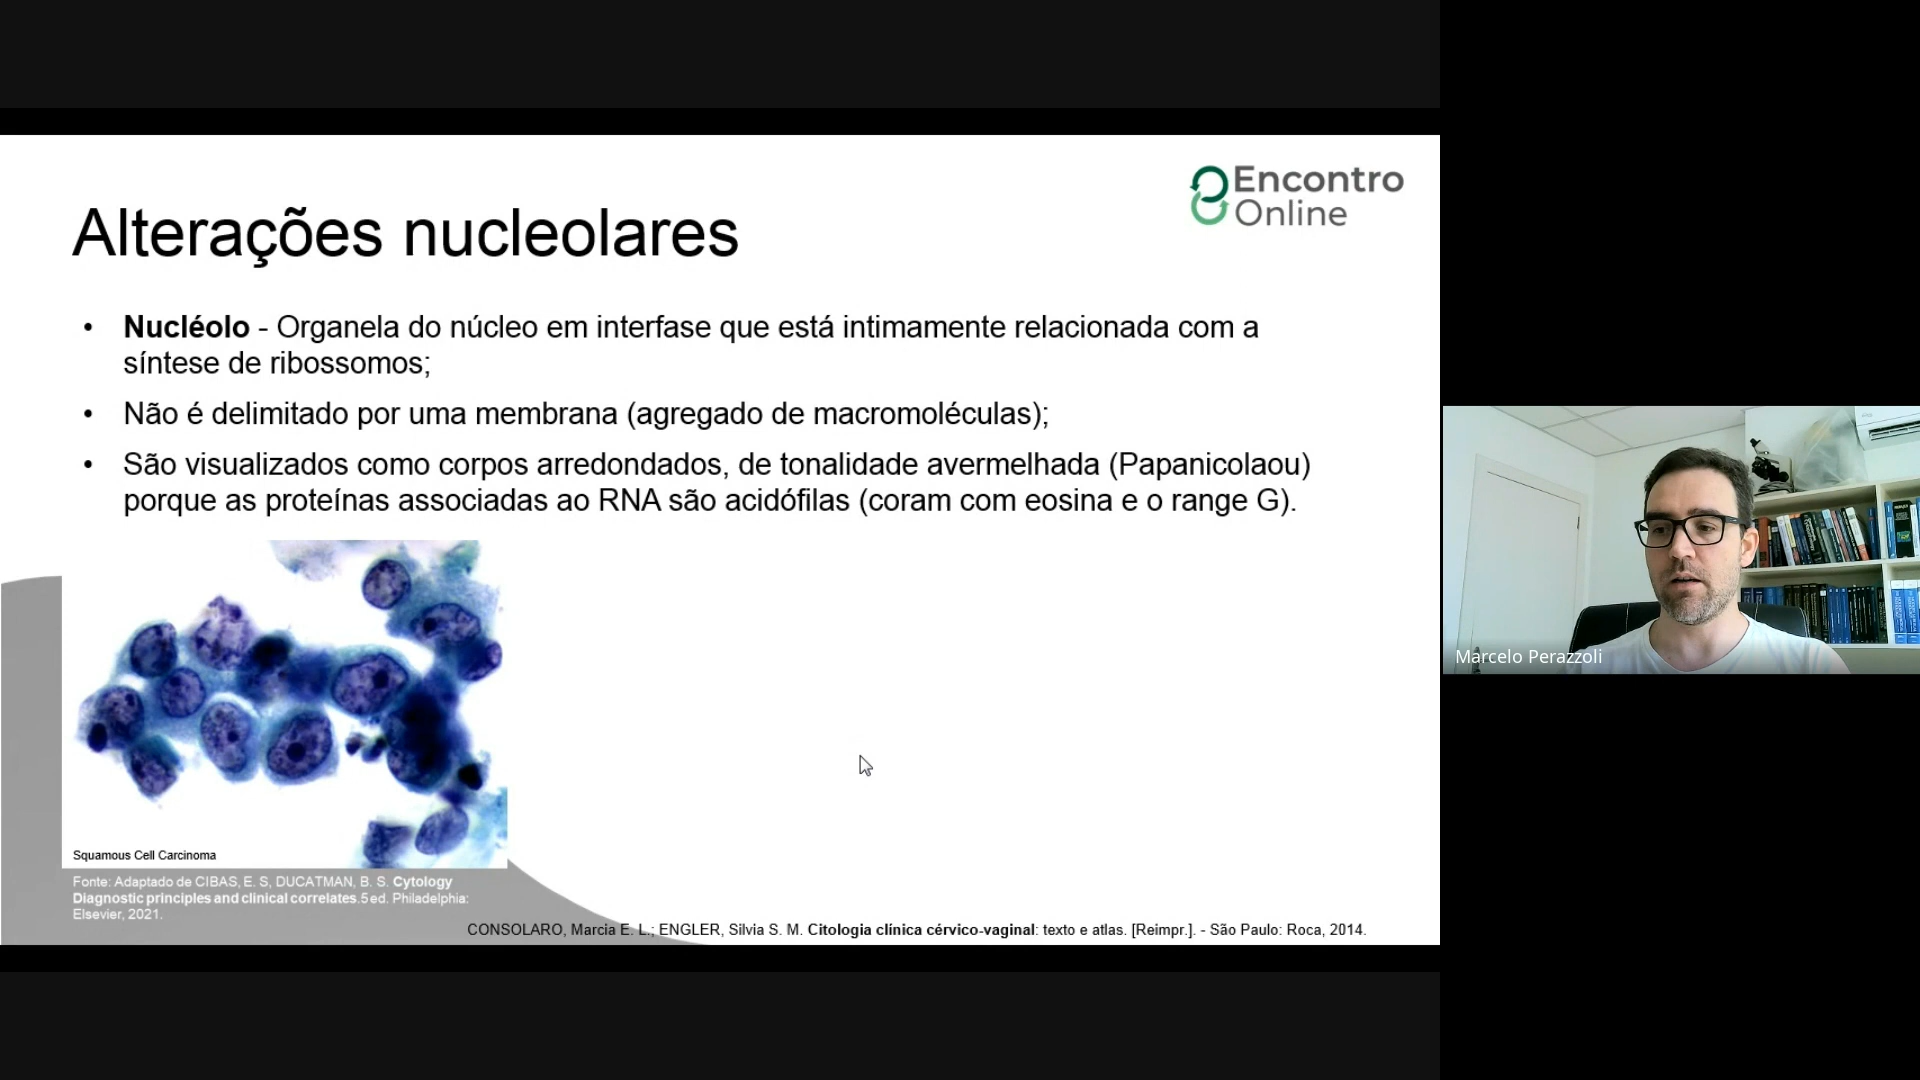 Encontro
Online
Alterações nucleolares
• Nucléolo - Organela do núcleo em interfase que está intimamente relacionada com a
síntese de ribossomos;
• Não é delimitado por uma membrana (agregado de macromoléculas);
• São visualizados como corpos arredondados, de tonalidade avermelhada (Papanicolaou)
porque as proteínas associadas ao RNA são acidófilas (coram com eosina e o range G).
Squamous Cell Carcinoma
Fonte: Adaptado de CIBAS, E. S, DUCATMAN, B. S. Cytology
Diagnostic principles and clinical correlates.5 ed. Philadelphia:
Elsevier, 2021.
CONSOLARO, Marcia E. L.; ENGLER, Silvia S. M. Citologia clínica cérvico-vaginal: texto e atlas. [Reimpr.]. - São Paulo: Roca, 2014.
Marcelo Perazzoli